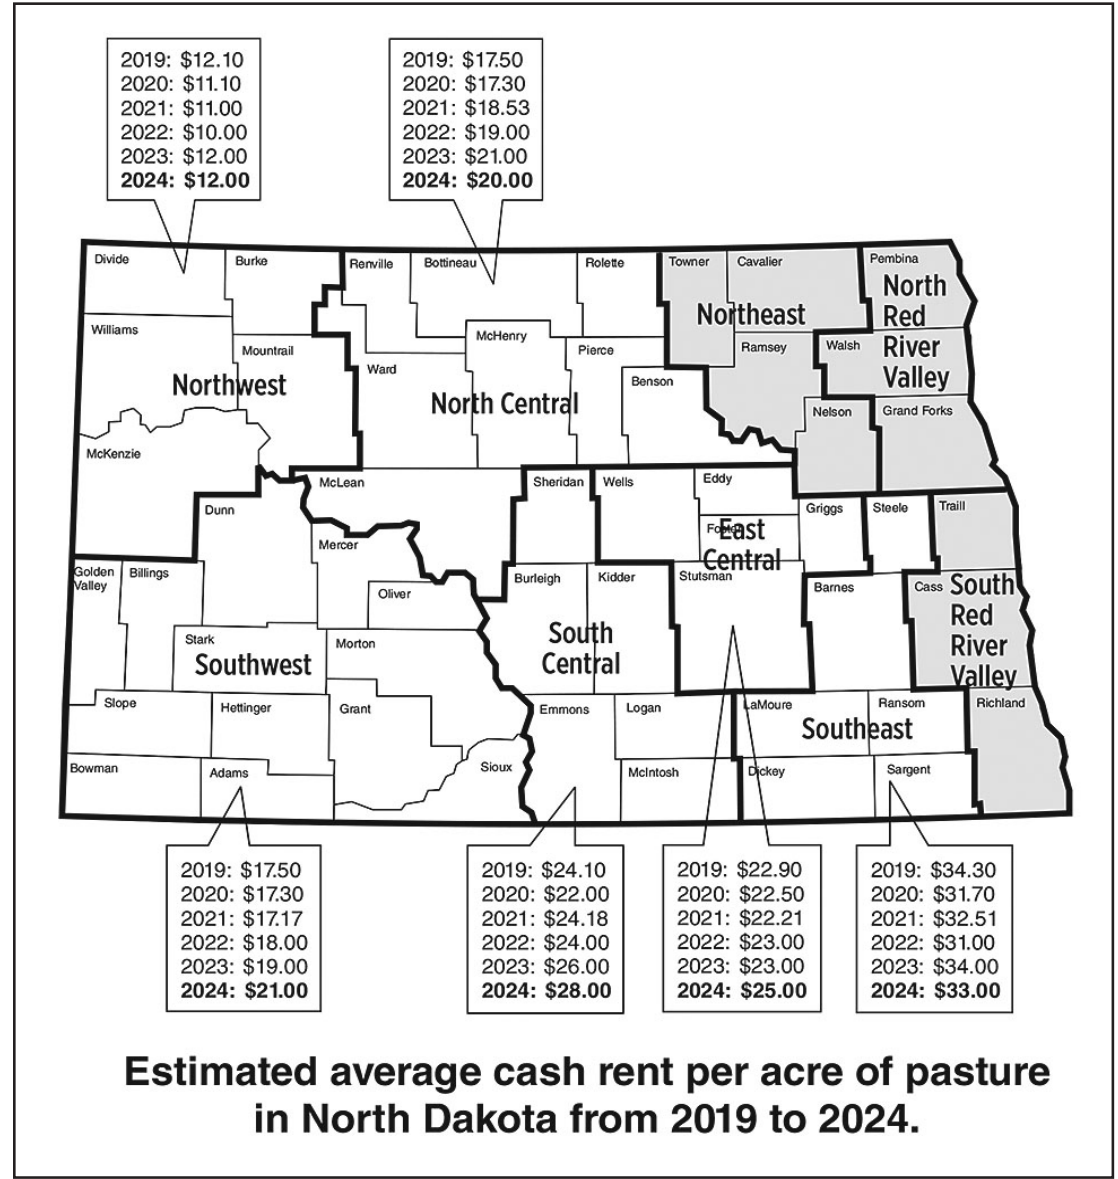 2019: $12.10
2020: $11.10
2021: $11.00
2022: $10.00
2023: $12.00
2024: $12.00
2019: $17.50
2020: $17.30
2021: $18.53
2022: $19.00
2023: $21.00
2024: $20.00
Divide
Burke
Renville
Bottineau
Rolette
Towner
Cavalier
Pembina
North
Red
River
Valley
Northeast
Williams
Mountrail
McHenry
Pierce
Ramsey
Walsh
Ward
Benson
Northwest
North Central
Nelson
Grand Forks
McKenzie
McLean
Sheridan
Wells
Eddy
Dunn
Griggs
Steele
Traill
Foster
East
Central
Mercer
Golden
Valley
Billings
Burleigh
Kidder
Stutsman
Barnes
Cass
South
Red
River
Valley
Oliver
Stark
Southwest
Morton
South
Central
Slope
Hettinger
Grant
Emmons
Logan
LaMoure
Ransom
Richland
Southeast
Bowman
Adams
Sioux
McIntosh
Dickey
Sargent
2019: $17.50
2020: $17.30
2021: $17.17
2022: $18.00
2023: $19.00
2024: $21.00
2019: $24.10
2020: $22.00
2021: $24.18
2022: $24.00
2023: $26.00
2024: $28.00
2019: $22.90
2020: $22.50
2021: $22.21
2022: $23.00
2023: $23.00
2024: $25.00
2019: $34.30
2020: $31.70
2021: $32.51
2022: $31.00
2023: $34.00
2024: $33.00
Estimated average cash rent per acre of pasture
in North Dakota from 2019 to 2024.